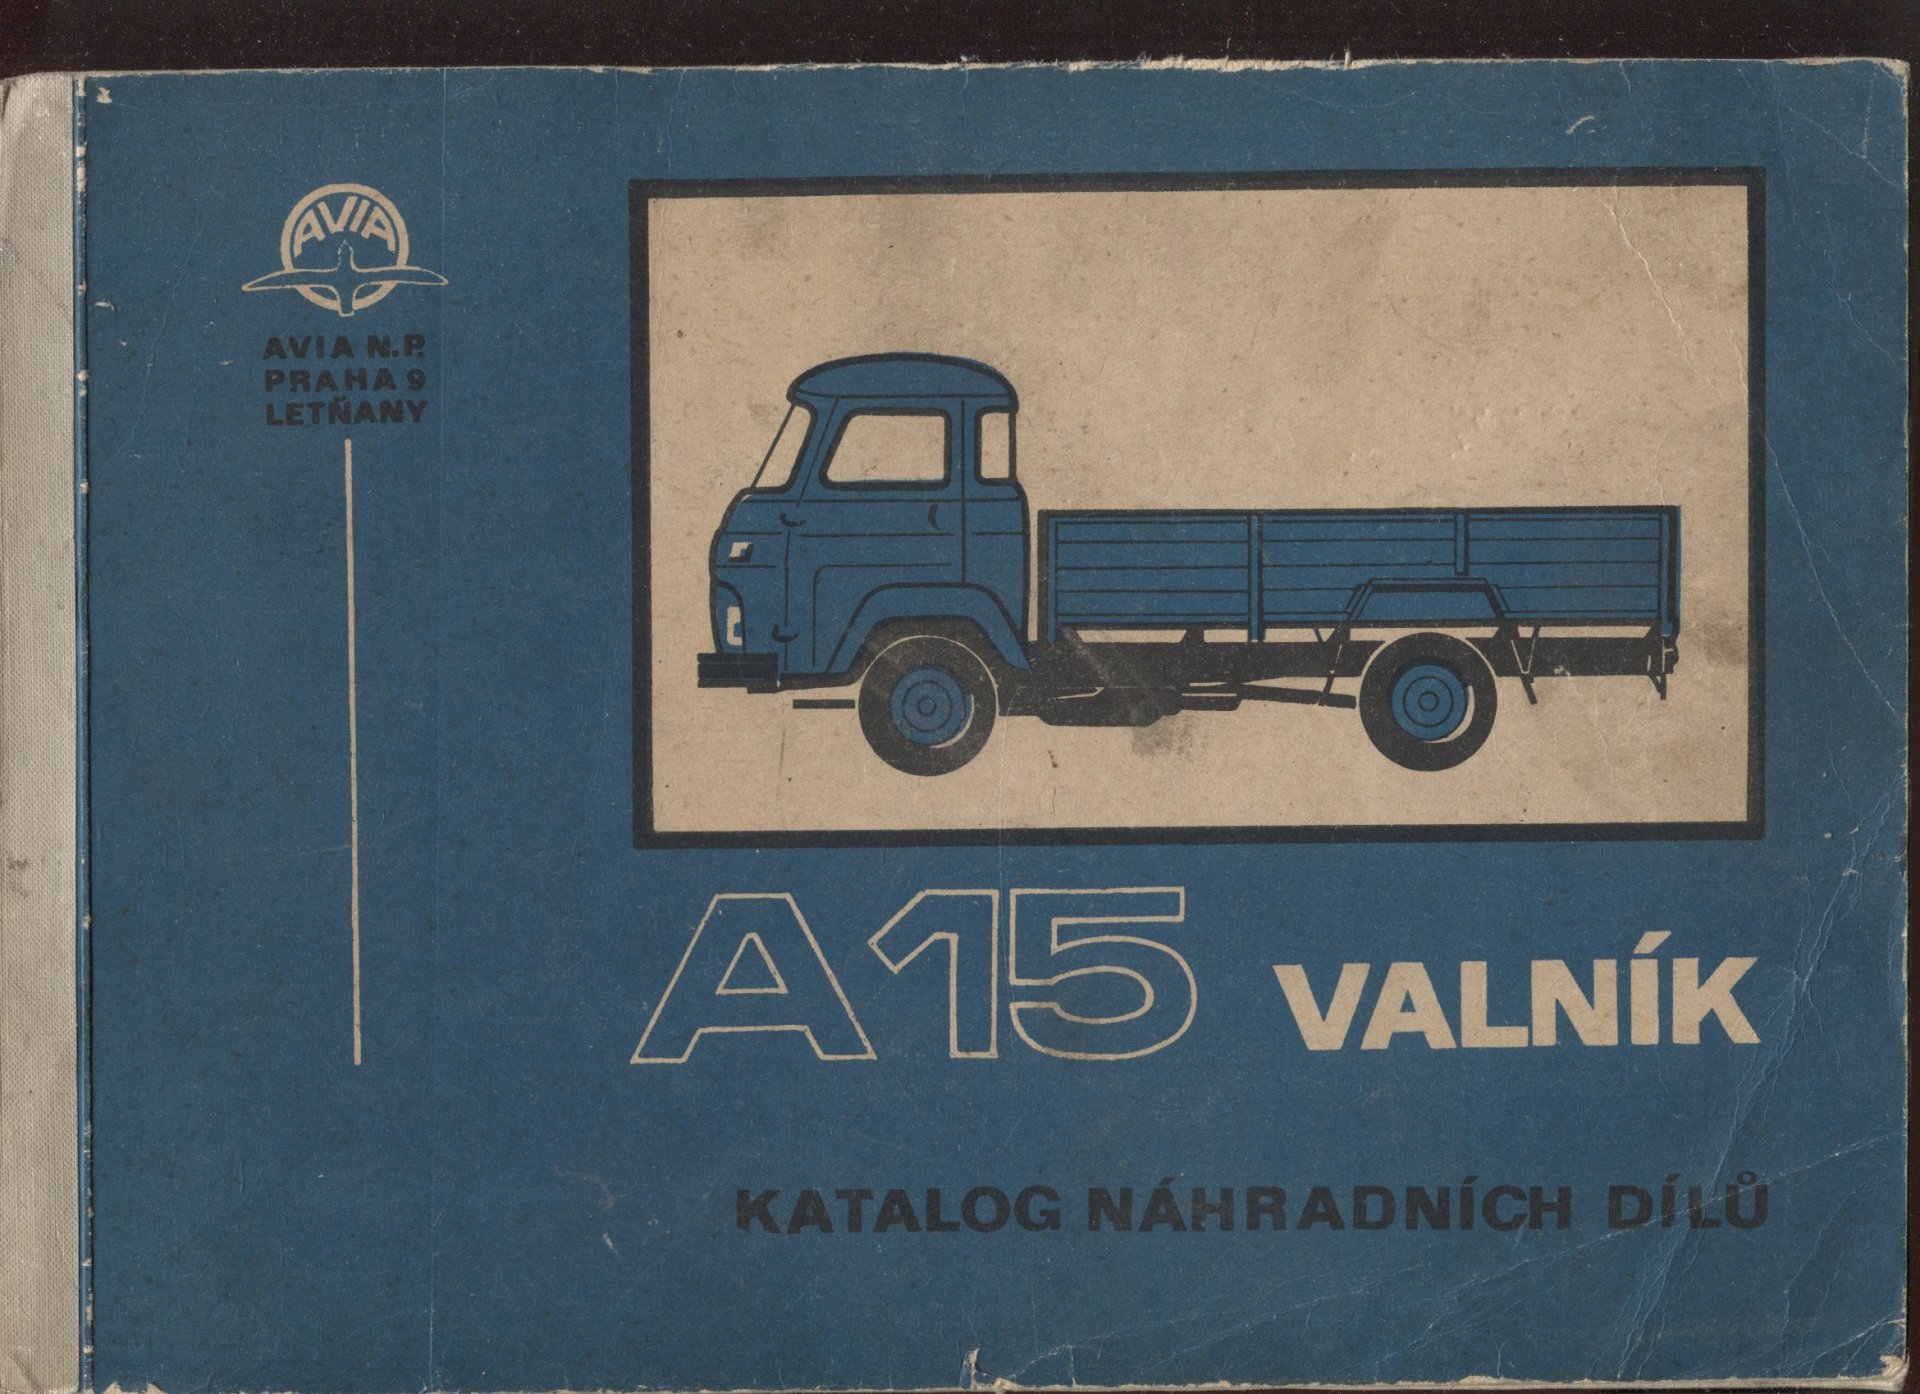 AVIA
AVIA N.P.
PRAHA 9
LETŇANY
A15 VALNÍK
KATALOG NÁHRADNÍCH DÍLŮ